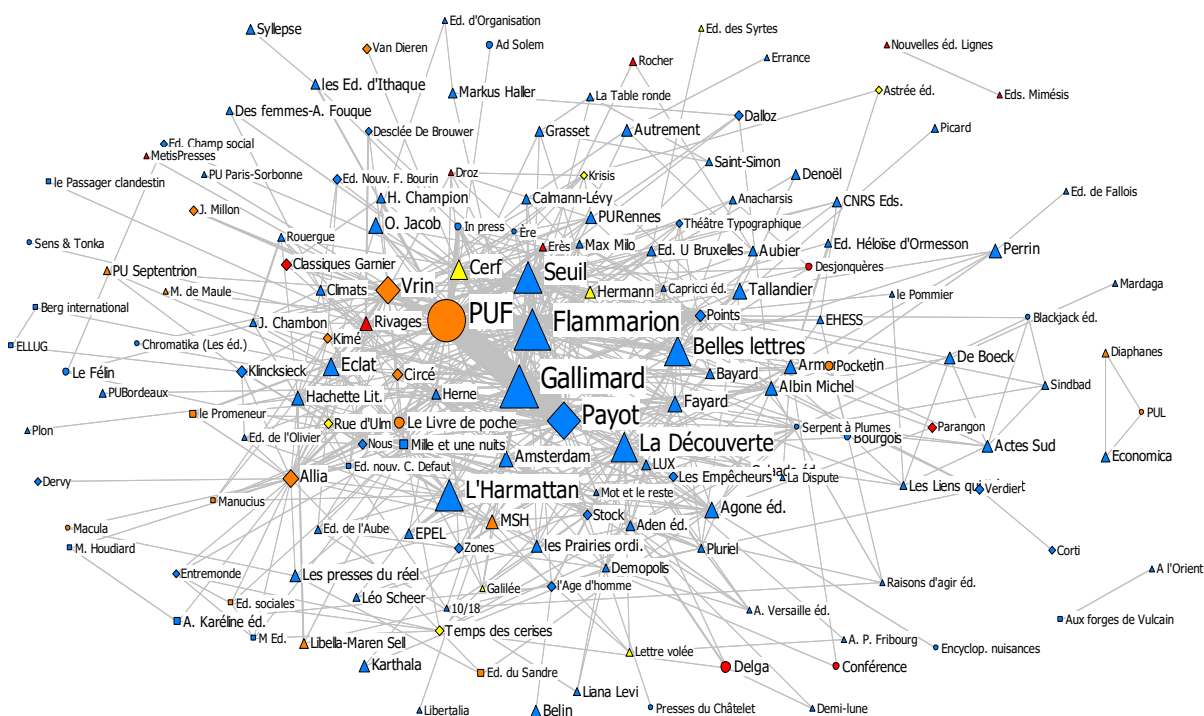 Ed. d'Organisation
Syllepse
Ed. des Syrtes
Van Dieren
Ad Solem
Nouvelles éd. Lignes
Errance
Rocher
les Ed. d'Ithaque
Markus Haller
La Table ronde
Astrée éd.
Eds. Mimésis
Des femmes-A. Fouque
Dalloz
Desclée De Brouwer
Grasset
Autrement
Picard
Ed. Champ social
MetisPresses
Saint-Simon
PU Paris-Sorbonne
Droz
Krisis
Denoël
le Passager clandestin
Ed. Nouv. F. Bourin
Ed. de Fallois
H. Champion
Calmann-Lévy
Anacharsis
CNRS Eds.
J. Millon
O. Jacob
In press
Ère
PURennes
Théâtre Typographique
Rouergue
Sens & Tonka
Erès
Max Milo
Ed. U Bruxelles
Aubier
Ed. Héloïse d'Ormesson
Perrin
Classiques Garnier
PU Septentrion
Cerf
Seuil
Desjonquères
Vrin
Climats
M. de Maule
Hermann
Capricci éd.
Tallandier
le Pommier
Mardaga
Berg international
PUF
Flammarion
Points
EHESS
Blackjack éd.
J. Chambon
Rivages
Kimé
ELLUG
Chromatika (Les éd.)
Belles lettres
Diaphanes
De Boeck
Le Félin
Klincksieck
Eclat
Circé
Gallimard
Bayard
Pocket
Albin Michel
Sindbad
PUBordeaux
Hachette Lit.
Herne
Fayard
le Promeneur
Rue d'Ulm
Le Livre de poche
Payot
Serpent à Plumes
Parangon
PUL
Plon
Ed. de l'Olivier
Nous
Mille et une nuits
La Découverte
Bourgois
Actes Sud
Economica
Amsterdam
Ed. nouv. C. Defaut
LUX
Dervy
Allia
Les Empêcheurs
La Dispute
Les Liens qui
Verdier
L'Harmattan
Mot et le reste
Manucius
Agone éd.
Macula
Ed. de l'Aube
EPEL
MSH
Stock
Aden éd.
M. Houdiard
Zones
les Prairies ordi.
Pluriel
Corti
Entremonde
Les presses du réel
Demopolis
A l'Orient
Galilée
l'Age d'homme
Raisons d'agir éd.
Ed. sociales
Léo Scheer
10/18
A. Versaille éd.
A. Karéline éd.
Aux forges de Vulcain
M Ed.
Temps des cerises
Libella-Maren Sell
A. P. Fribourg
Encyclop. nuisances
Lettre volée
Karthala
Ed. du Sandre
Delga
Conférence
Liana Levi
Libertalia
Belin
Presses du Châtelet
Demi-lune